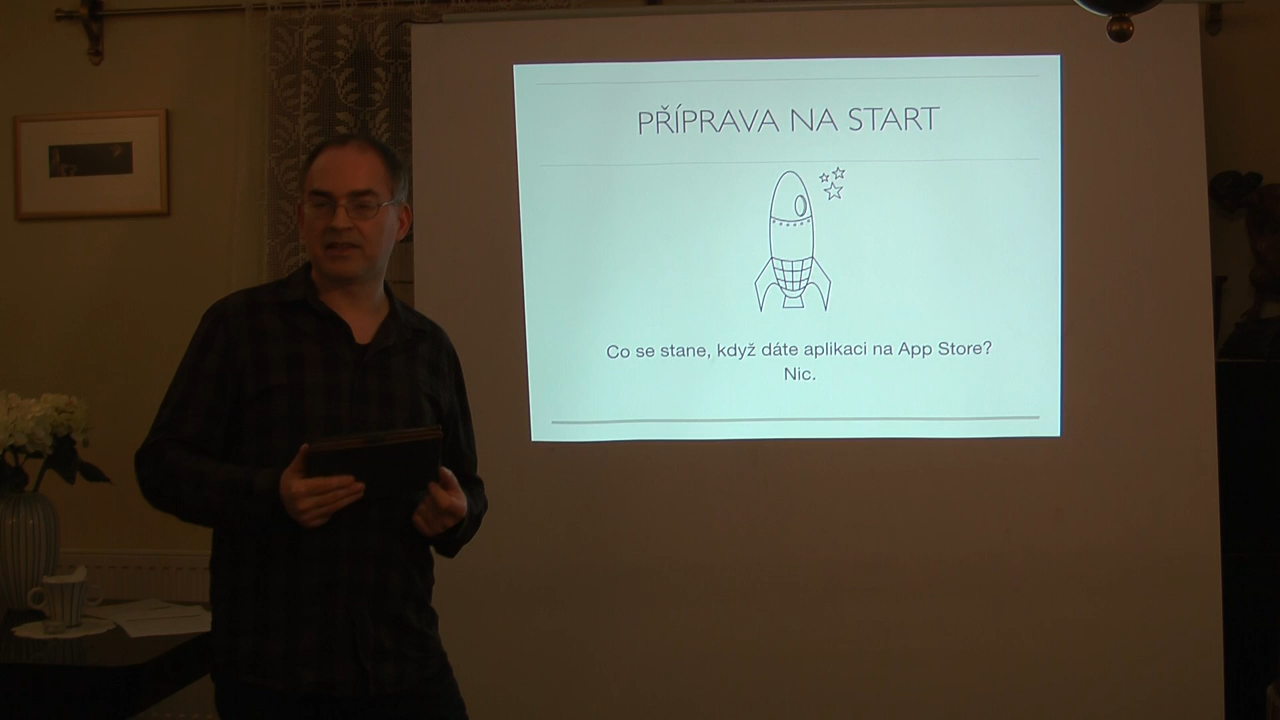 PŘÍPRAVA NA START
Co se stane, když dáte aplikaci na App Store?
Nic.